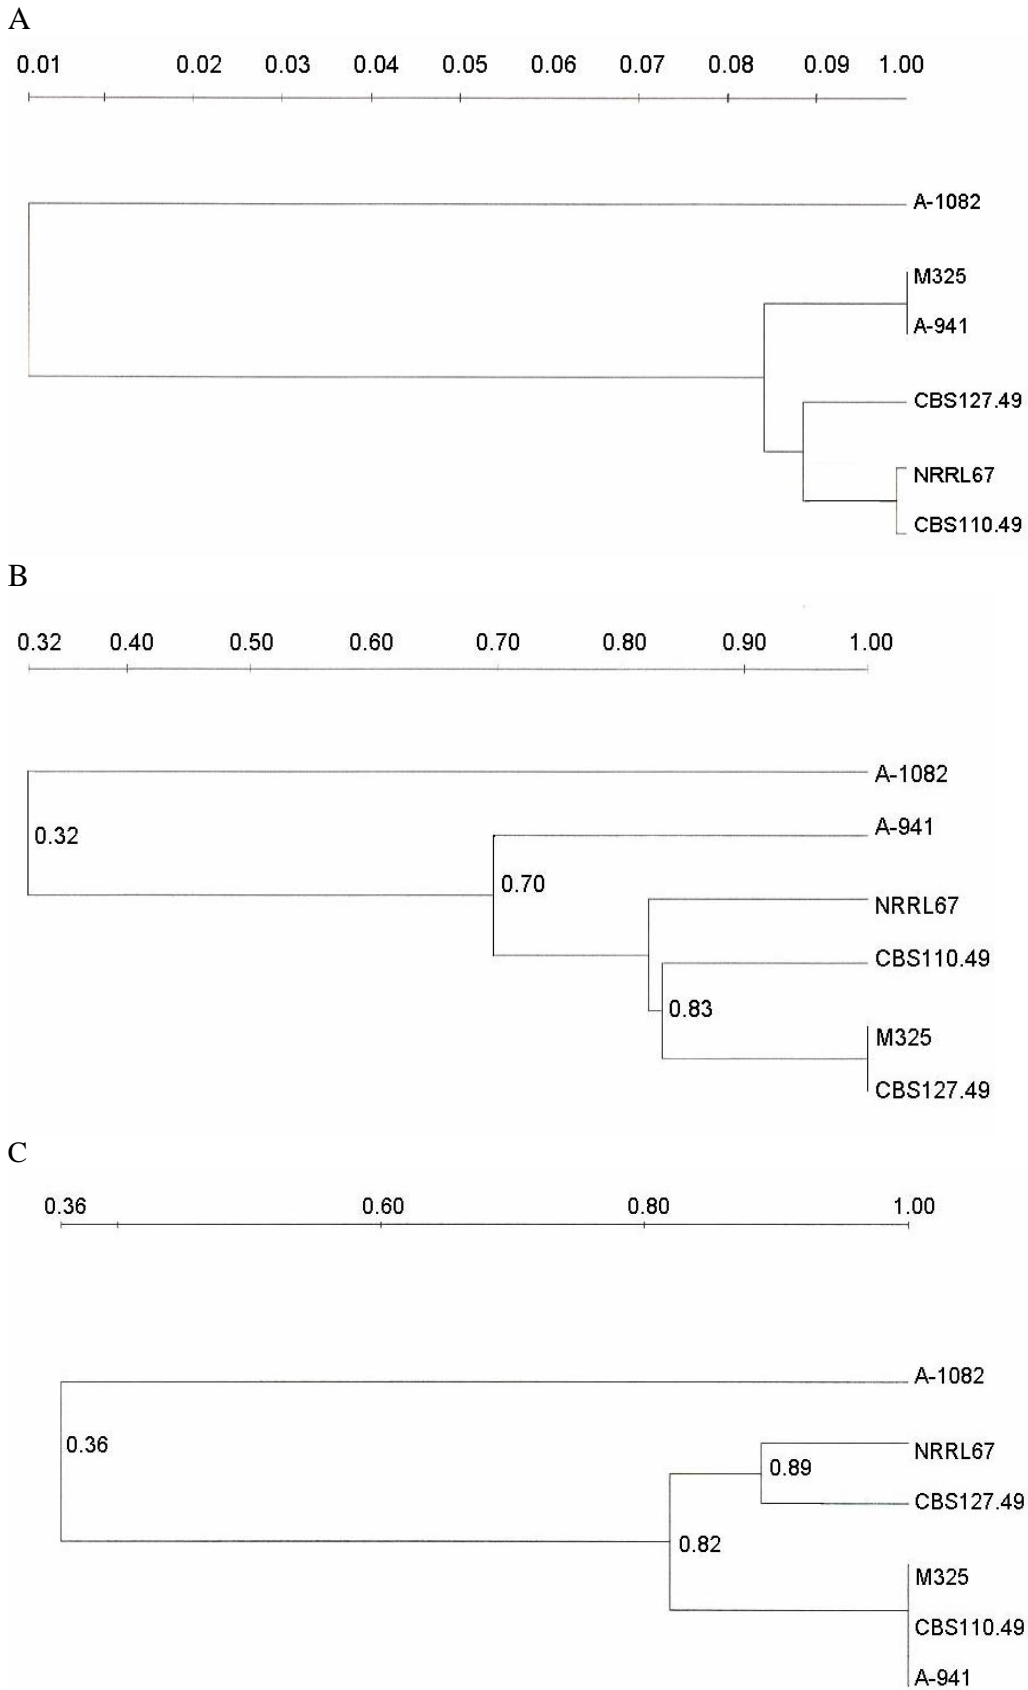 A
0.01 0.02 0.03 0.04 0.05 0.06 0.07 0.08 0.09 1.00
A-1082
M325
A-941
CBS127.49
NRRL67
CBS110.49
B
0.32 0.40 0.50 0.60 0.70 0.80 0.90 1.00
A-1082
A-941
0.32
0.70
NRRL67
CBS110.49
0.83
M325
CBS127.49
C
0.36 0.60 0.80 1.00
A-1082
0.36
NRRL67
0.89
CBS127.49
0.82
M325
CBS110.49
A-941